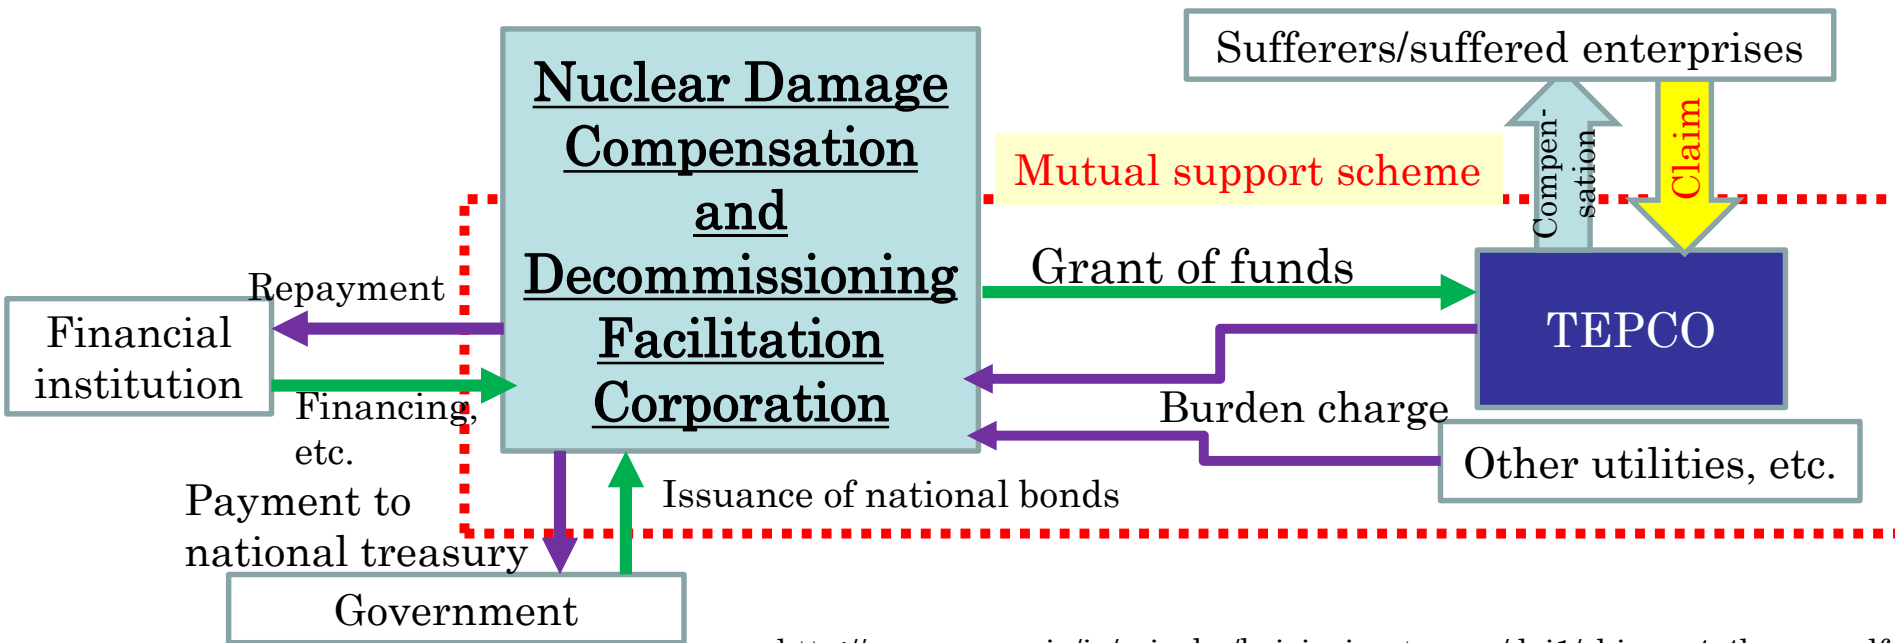 Sufferers/suffered enterprises
Nuclear Damage
Compensation
and
Decommissioning
Facilitation
Corporation
Compen-
sation
Claim
Mutual support scheme
Grant of funds
Repayment
Financial
institution
TEPCO
Financing,
etc.
Burden charge
Other utilities, etc.
Payment to
national treasury
Issuance of national bonds
Government